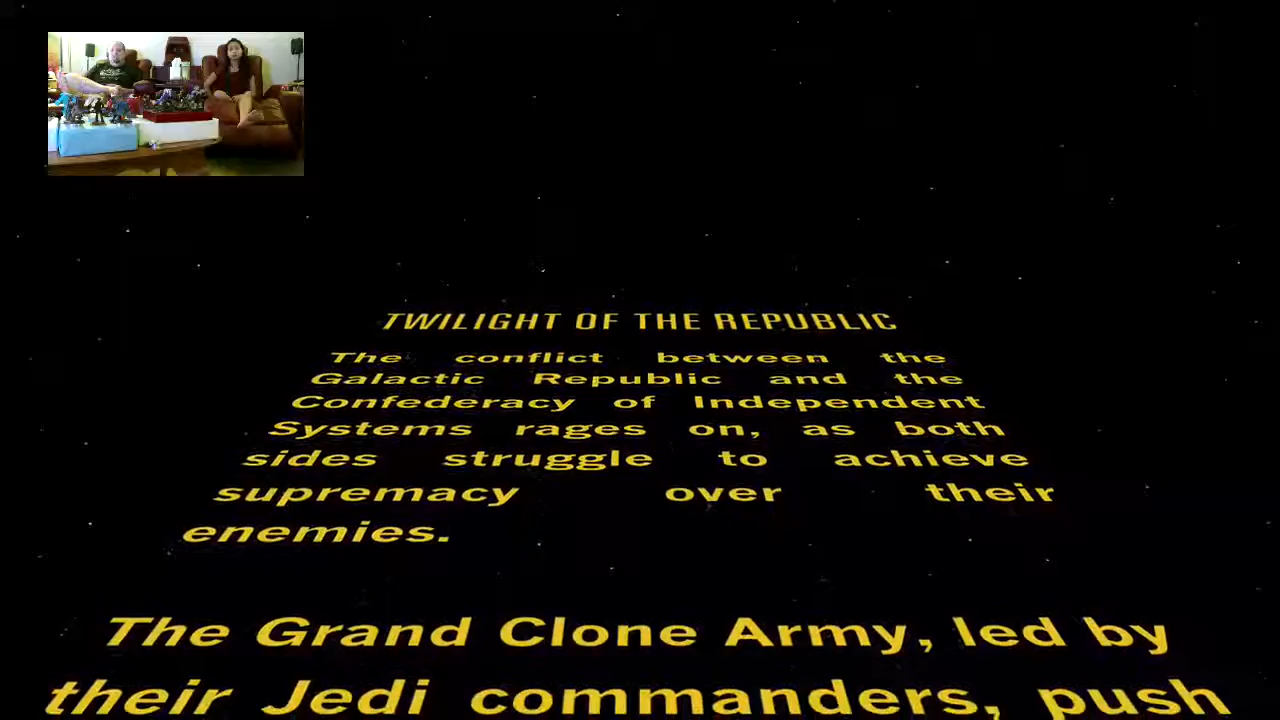 TWILIGHT OF THE REPUBLIC
The conflict between the
Galactic Republic and the
Confederacy of Independent
Systems rages on, as both
sides struggle to achieve
supremacy over their
enemies.
The Grand Clone Army, led by
their Jedi commanders, push